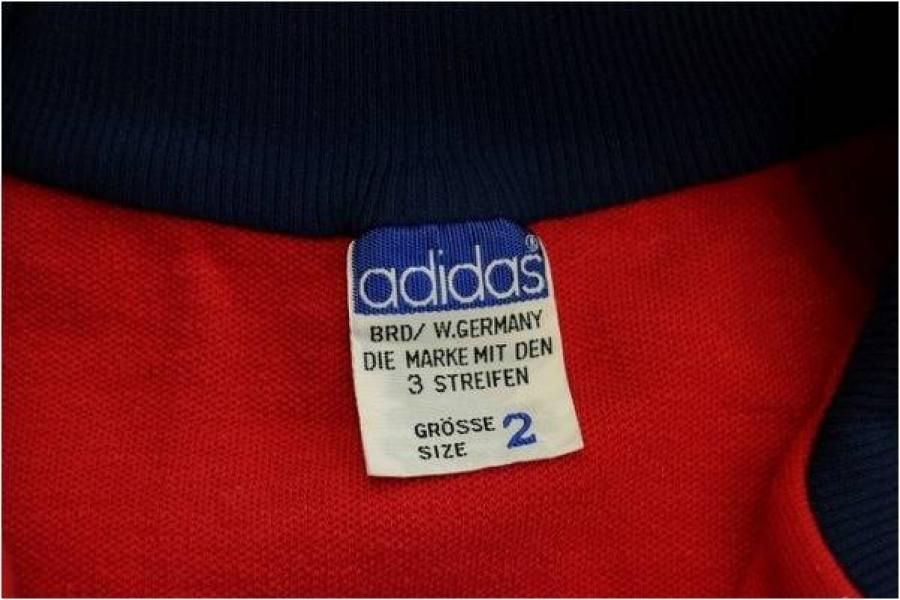 adidas®
BRD/ W.GERMANY
DIE MARKE MIT DEN
3 STREIFEN
GRÖSSE 2
SIZE